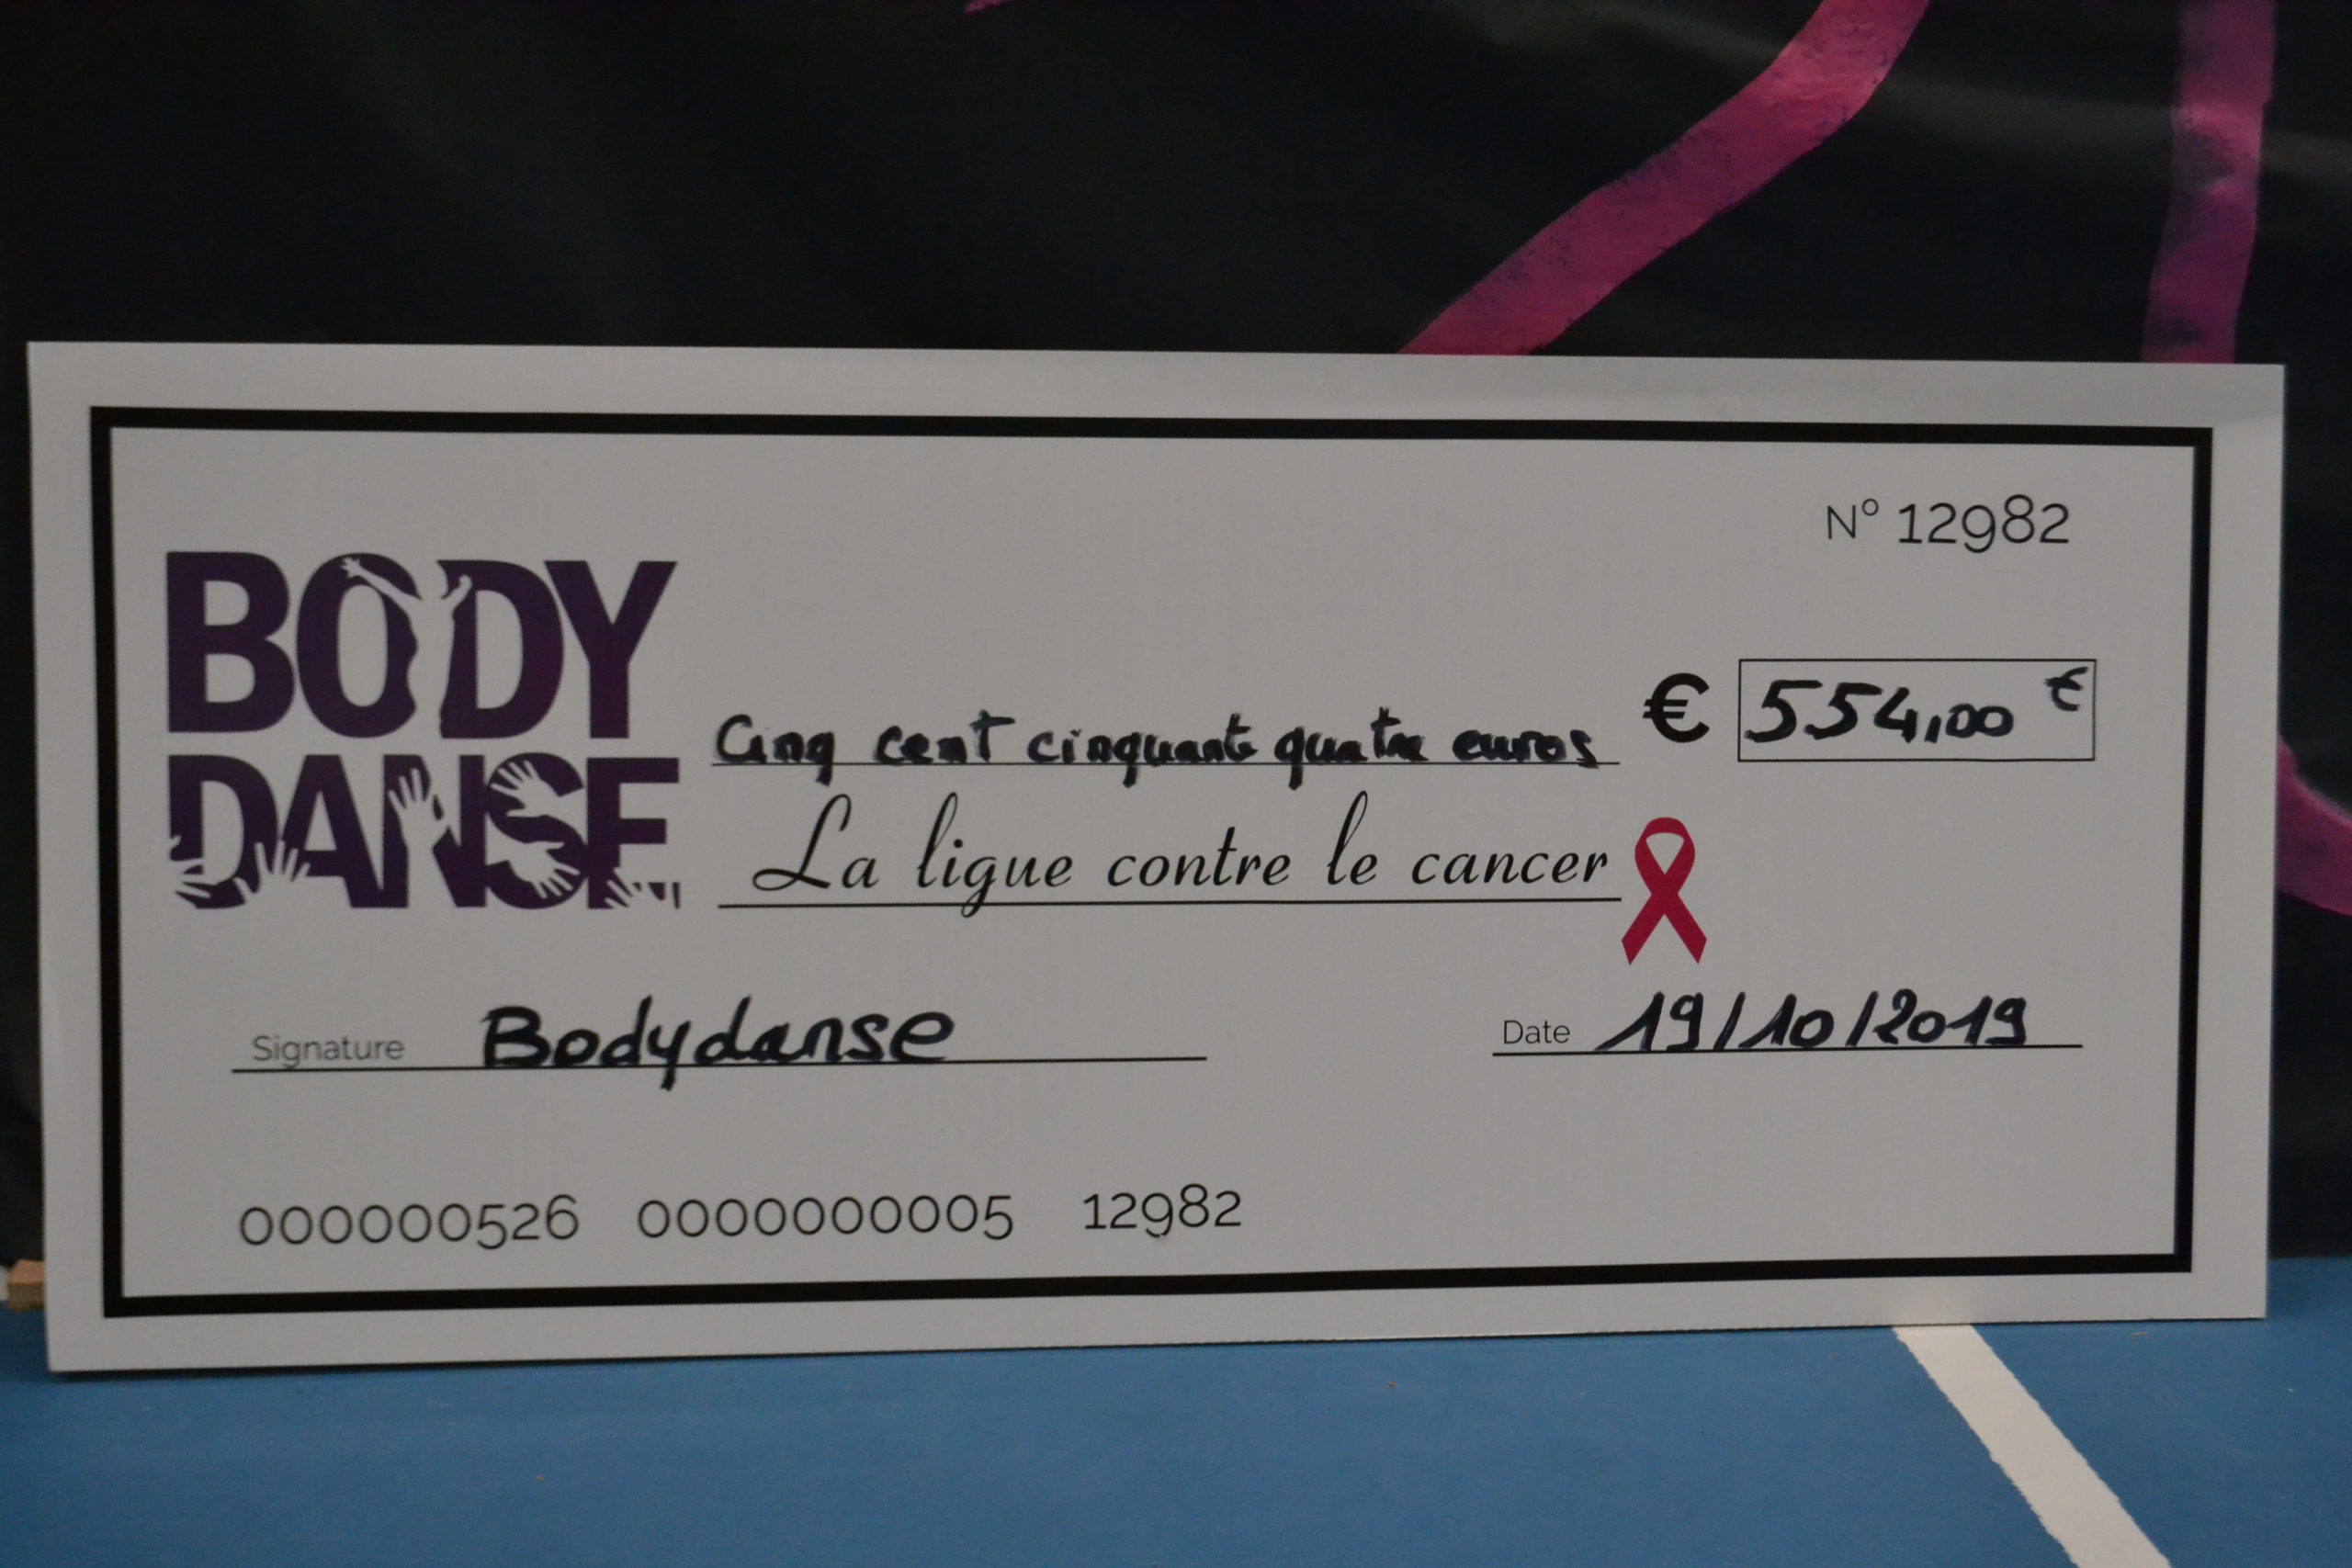 N° 12982
BODY
DANSE
Cinq cent cinquante quatre euros € 554,00 €
La ligue contre le cancer
Signature Bodydanse Date 19/10/2019
000000526 0000000005 12982